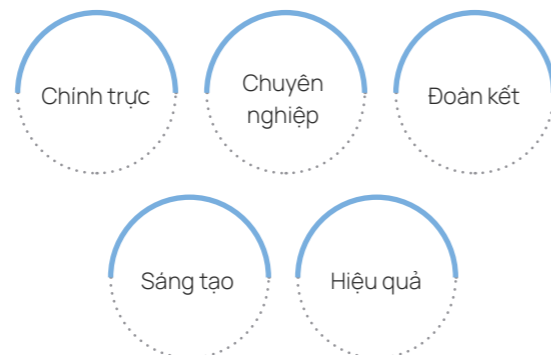 Chính trực
Chuyên
nghiệp
Đoàn kết
Sáng tạo
Hiệu quả